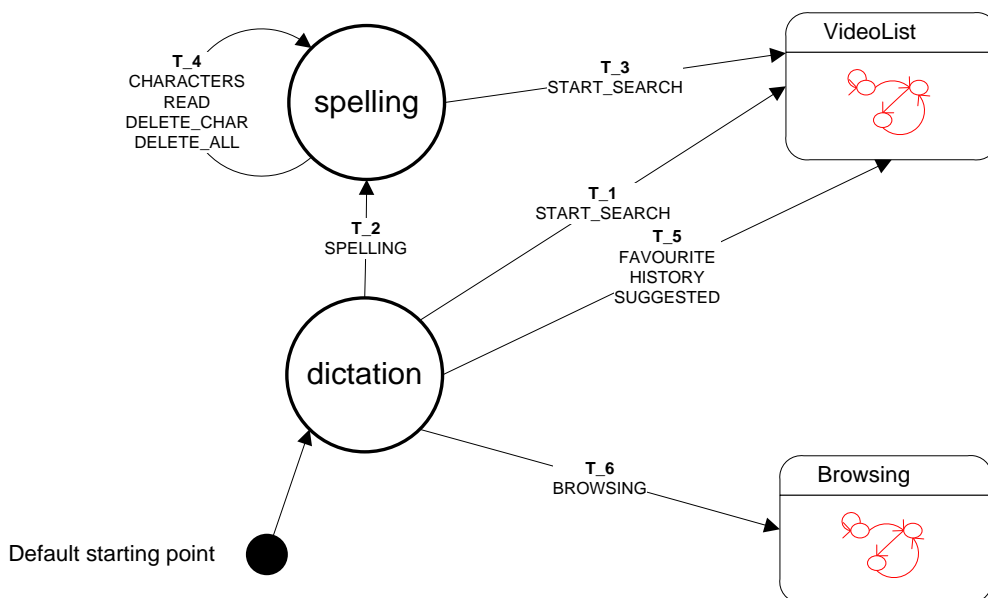 VideoList
T_4
CHARACTERS
READ
DELETE_CHAR
DELETE_ALL
spelling
T_3
START_SEARCH
T_1
START_SEARCH
T_2
SPELLING
T_5
FAVOURITE
HISTORY
SUGGESTED
dictation
T_6
BROWSING
Browsing
Default starting point